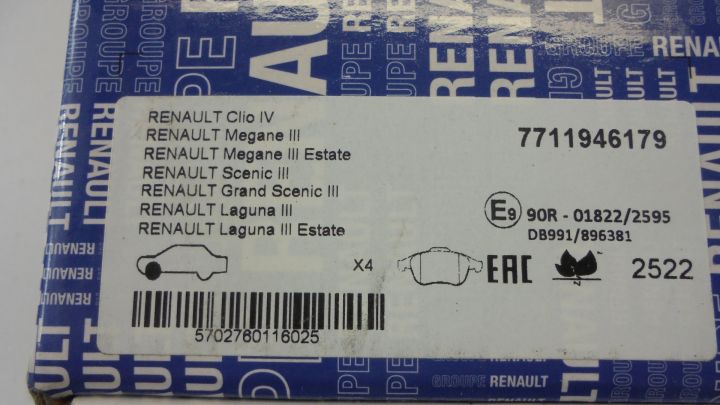 GROUPE RENAULT
RENAULT Clio IV
RENAULT Megane III
RENAULT Megane III Estate
RENAULT Scenic III
RENAULT Grand Scenic III
RENAULT Laguna III
RENAULT Laguna III Estate
7711946179
E9 90R - 01822/2595
DB991/896381
X4
EAC
2522
5702760116025
GROUPE RENAULT